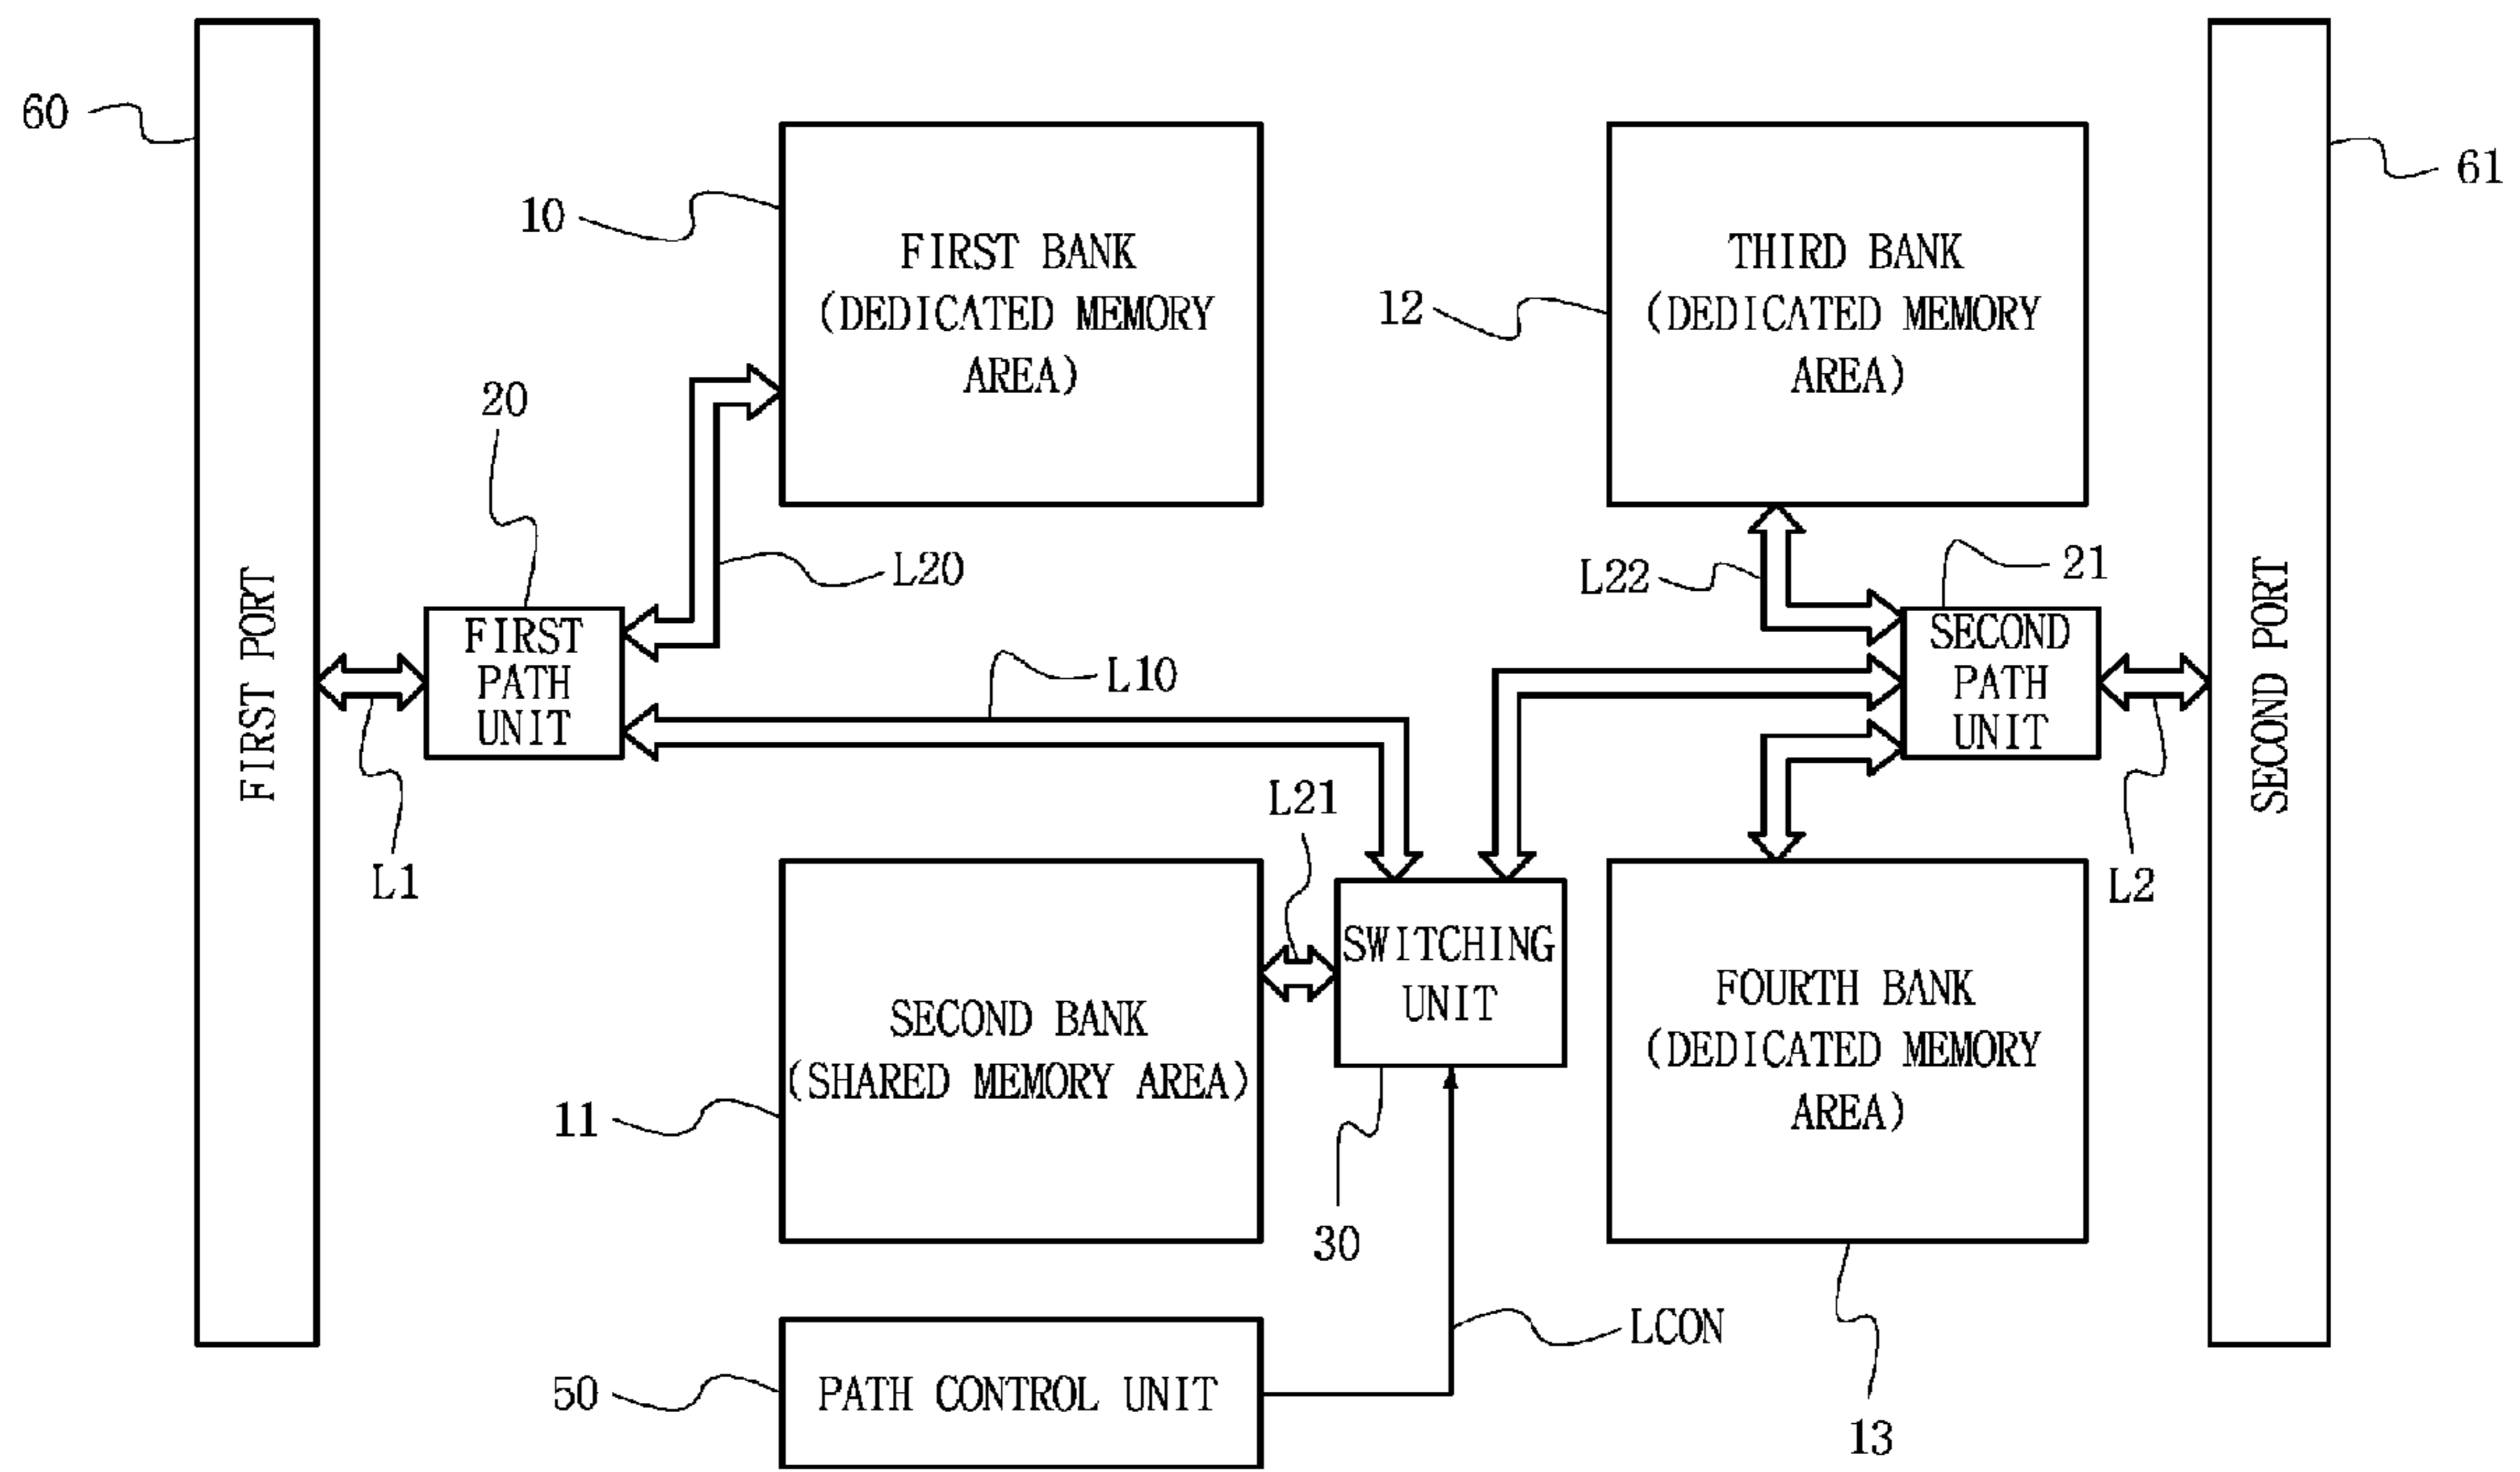 60
61
10
FIRST BANK
(DEDICATED MEMORY
AREA)
12
THIRD BANK
(DEDICATED MEMORY
AREA)
20
L20
L22
21
FIRST PORT
FIRST
PATH
UNIT
L10
SECOND
PATH
UNIT
SECOND PORT
L1
L21
L2
SWITCHING
UNIT
SECOND BANK
(SHARED MEMORY AREA)
11
FOURTH BANK
(DEDICATED MEMORY
AREA)
30
LCON
50
PATH CONTROL UNIT
13